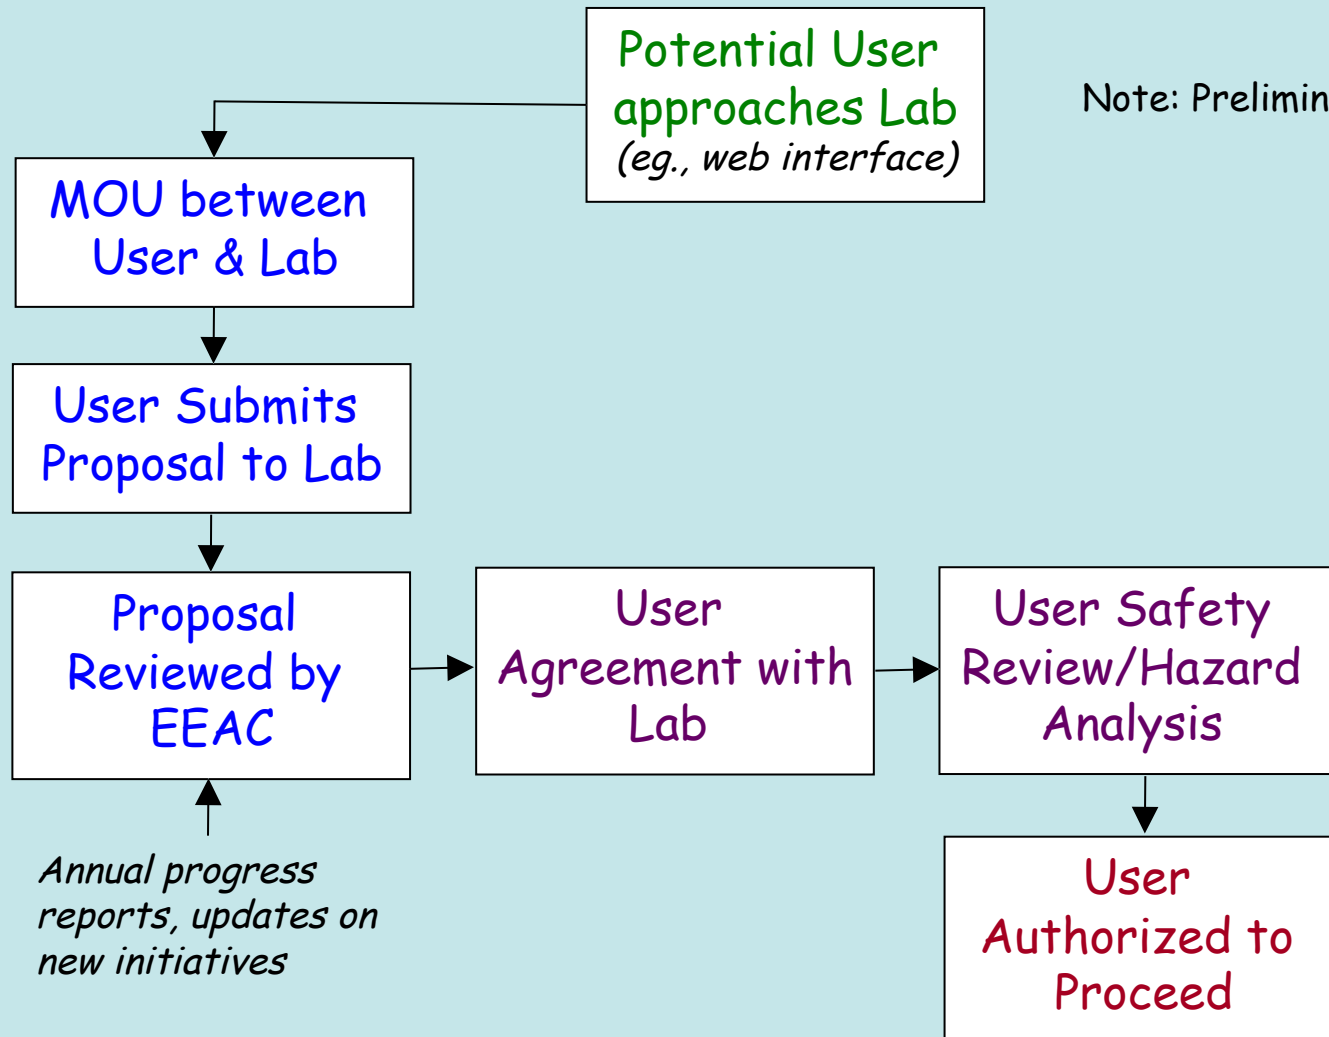 Potential User
approaches Lab
(eg., web interface)
Note: Prelimin
MOU between
User & Lab
User Submits
Proposal to Lab
Proposal
Reviewed by
EEAC
User
Agreement with
Lab
User Safety
Review/Hazard
Analysis
Annual progress
reports, updates on
new initiatives
User
Authorized to
Proceed